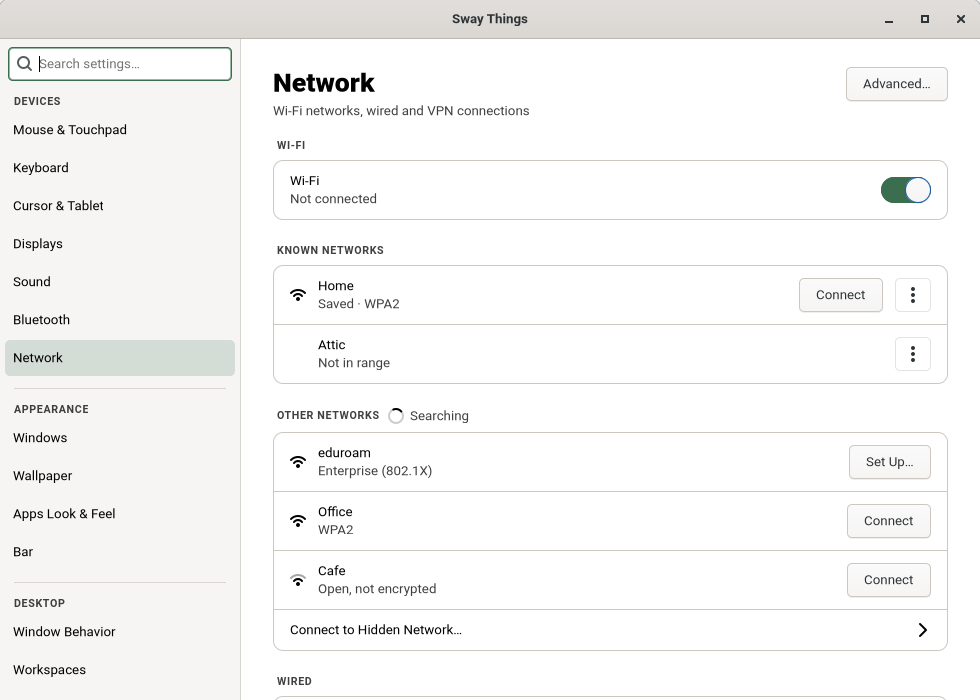 Sway Things
Search settings...
DEVICES
Mouse & Touchpad
Keyboard
Cursor & Tablet
Displays
Sound
Bluetooth
Network
APPEARANCE
Windows
Wallpaper
Apps Look & Feel
Bar
DESKTOP
Window Behavior
Workspaces
Network
Advanced...
Wi-Fi networks, wired and VPN connections
WI-FI
Wi-Fi
Not connected
KNOWN NETWORKS
Home
Saved · WPA2
Connect
Attic
Not in range
OTHER NETWORKS Searching
eduroam
Enterprise (802.1X)
Set Up...
Office
WPA2
Connect
Cafe
Open, not encrypted
Connect
Connect to Hidden Network...
WIRED